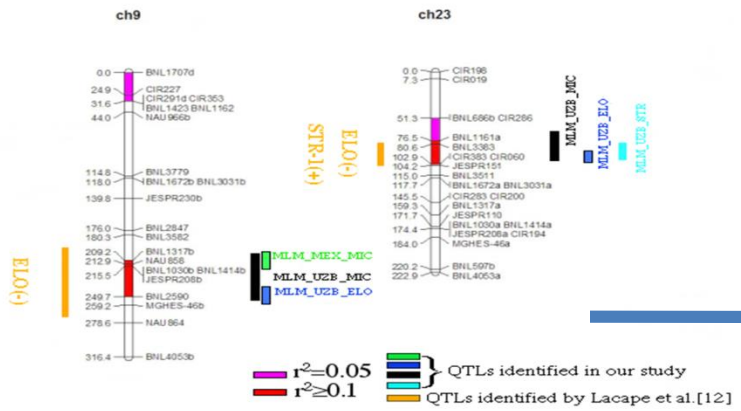 ch9
0.0 BNL1707d
24.9 CIR227
31.6 CIR291d CIR353
BNL1423 BNL1162
44.0 NAU966b
114.8 BNL3779
118.0 BNL1672b BNL3031b
139.8 JESPR230b
176.0 BNL2847
180.3 BNL3582
209.2 BNL1317b
212.9 NAU858
215.5 BNL1030b BNL1414b
JESPR208b
249.7 BNL2590
259.2 MGHES-46b
278.6 NAU864
316.4 BNL4053b
ELO(-)
MLM_MEX_MIC
MLM_UZB_MIC
MLM_UZB_ELO
ch23
0.0 CIR198
7.3 CIR019
51.3 BNL686b CIR286
76.5 BNL1161a
80.6 BNL3383
102.9 CIR383 CIR060
104.2 JESPR151
115.0 BNL3511
117.7 BNL1672a BNL3031a
145.5 CIR283 CIR200
159.3 BNL1317a
171.7 JESPR110
174.4 BNL1030a BNL1414a
JESPR208a CIR194
184.0 MGHES-46a
220.2 BNL597b
222.9 BNL4053a
STR-1(+)
ELO(-)
MLM_UZB_MIC
MLM_UZB_ELO
MLM_UZB_STR
r²=0.05
r²≥0.1
QTLs identified in our study
QTLs identified by Lacape et al.[12]